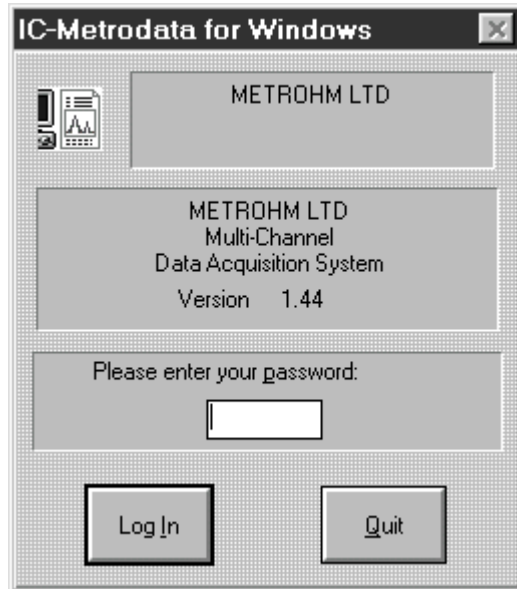 IC-Metrodata for Windows
METROHM LTD
METROHM LTD
Multi-Channel
Data Acquisition System
Version 1.44
Please enter your password:
Log In
Quit